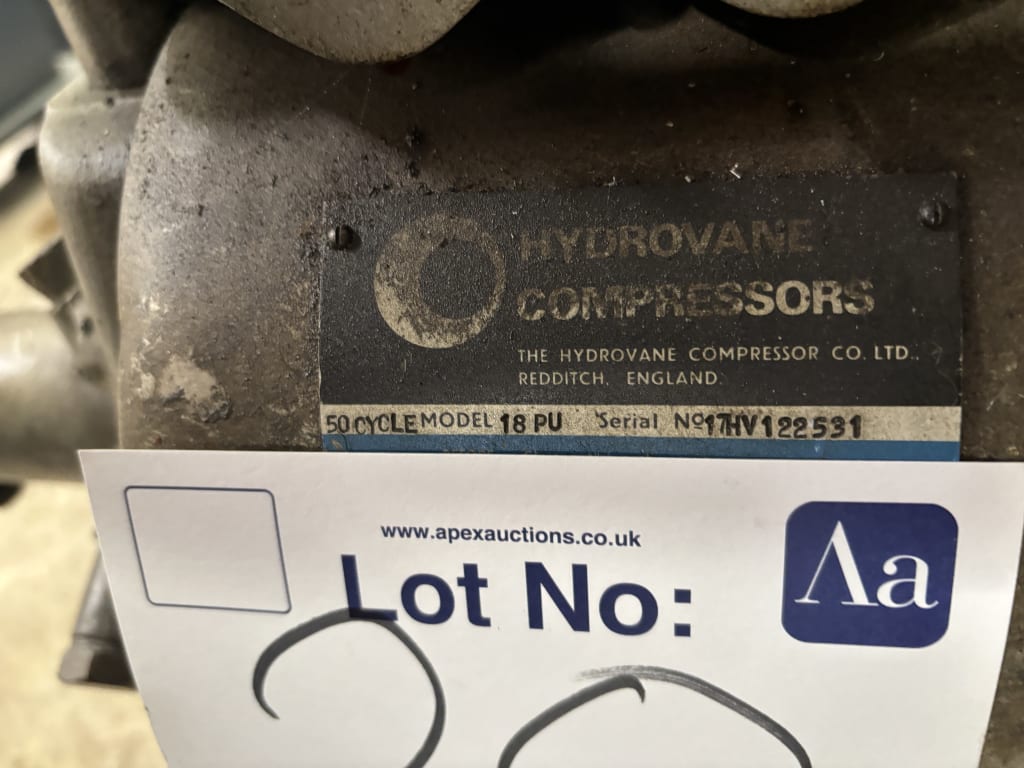 HYDROVANE
COMPRESSORS
THE HYDROVANE COMPRESSOR CO. LTD.,
REDDITCH, ENGLAND.
50 CYCLE MODEL 18 PU Serial No 17HV122531
www.apexauctions.co.uk
Lot No:
Aa